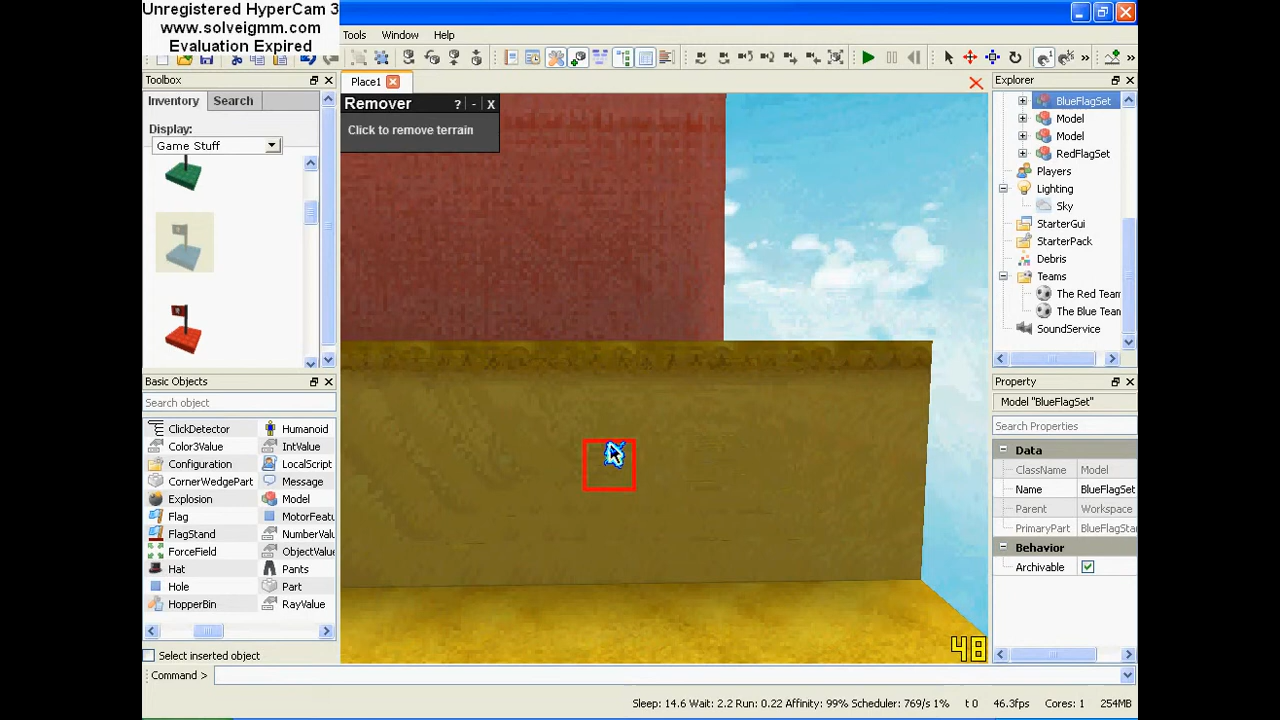 Unregistered HyperCam 3
www.solveigmm.com
Evaluation Expired
Tools Window Help
Toolbox
Place1
Explorer
Inventory Search
Remover ? - X
Click to remove terrain
Display:
Game Stuff
BlueFlagSet
Model
Model
RedFlagSet
Players
Lighting
Sky
StarterGui
StarterPack
Debris
Teams
The Red Team
The Blue Tean
SoundService
Basic Objects
Search object
ClickDetector Humanoid
Color3Value IntValue
Configuration LocalScript
CornerWedgePart Message
Explosion Model
Flag MotorFeatu
FlagStand NumberValu
ForceField ObjectValu
Hat Pants
Hole Part
HopperBin RayValue
Select inserted object
Property
Model "BlueFlagSet"
Search Properties
Data
ClassName Model
Name BlueFlagSet
Parent Workspace
PrimaryPart BlueFlagStan
Behavior
Archivable
48
Command >
Sleep: 14.6 Wait: 2.2 Run: 0.22 Affinity: 99% Scheduler: 769/s 1% t 0 46.3fps Cores: 1 254MB